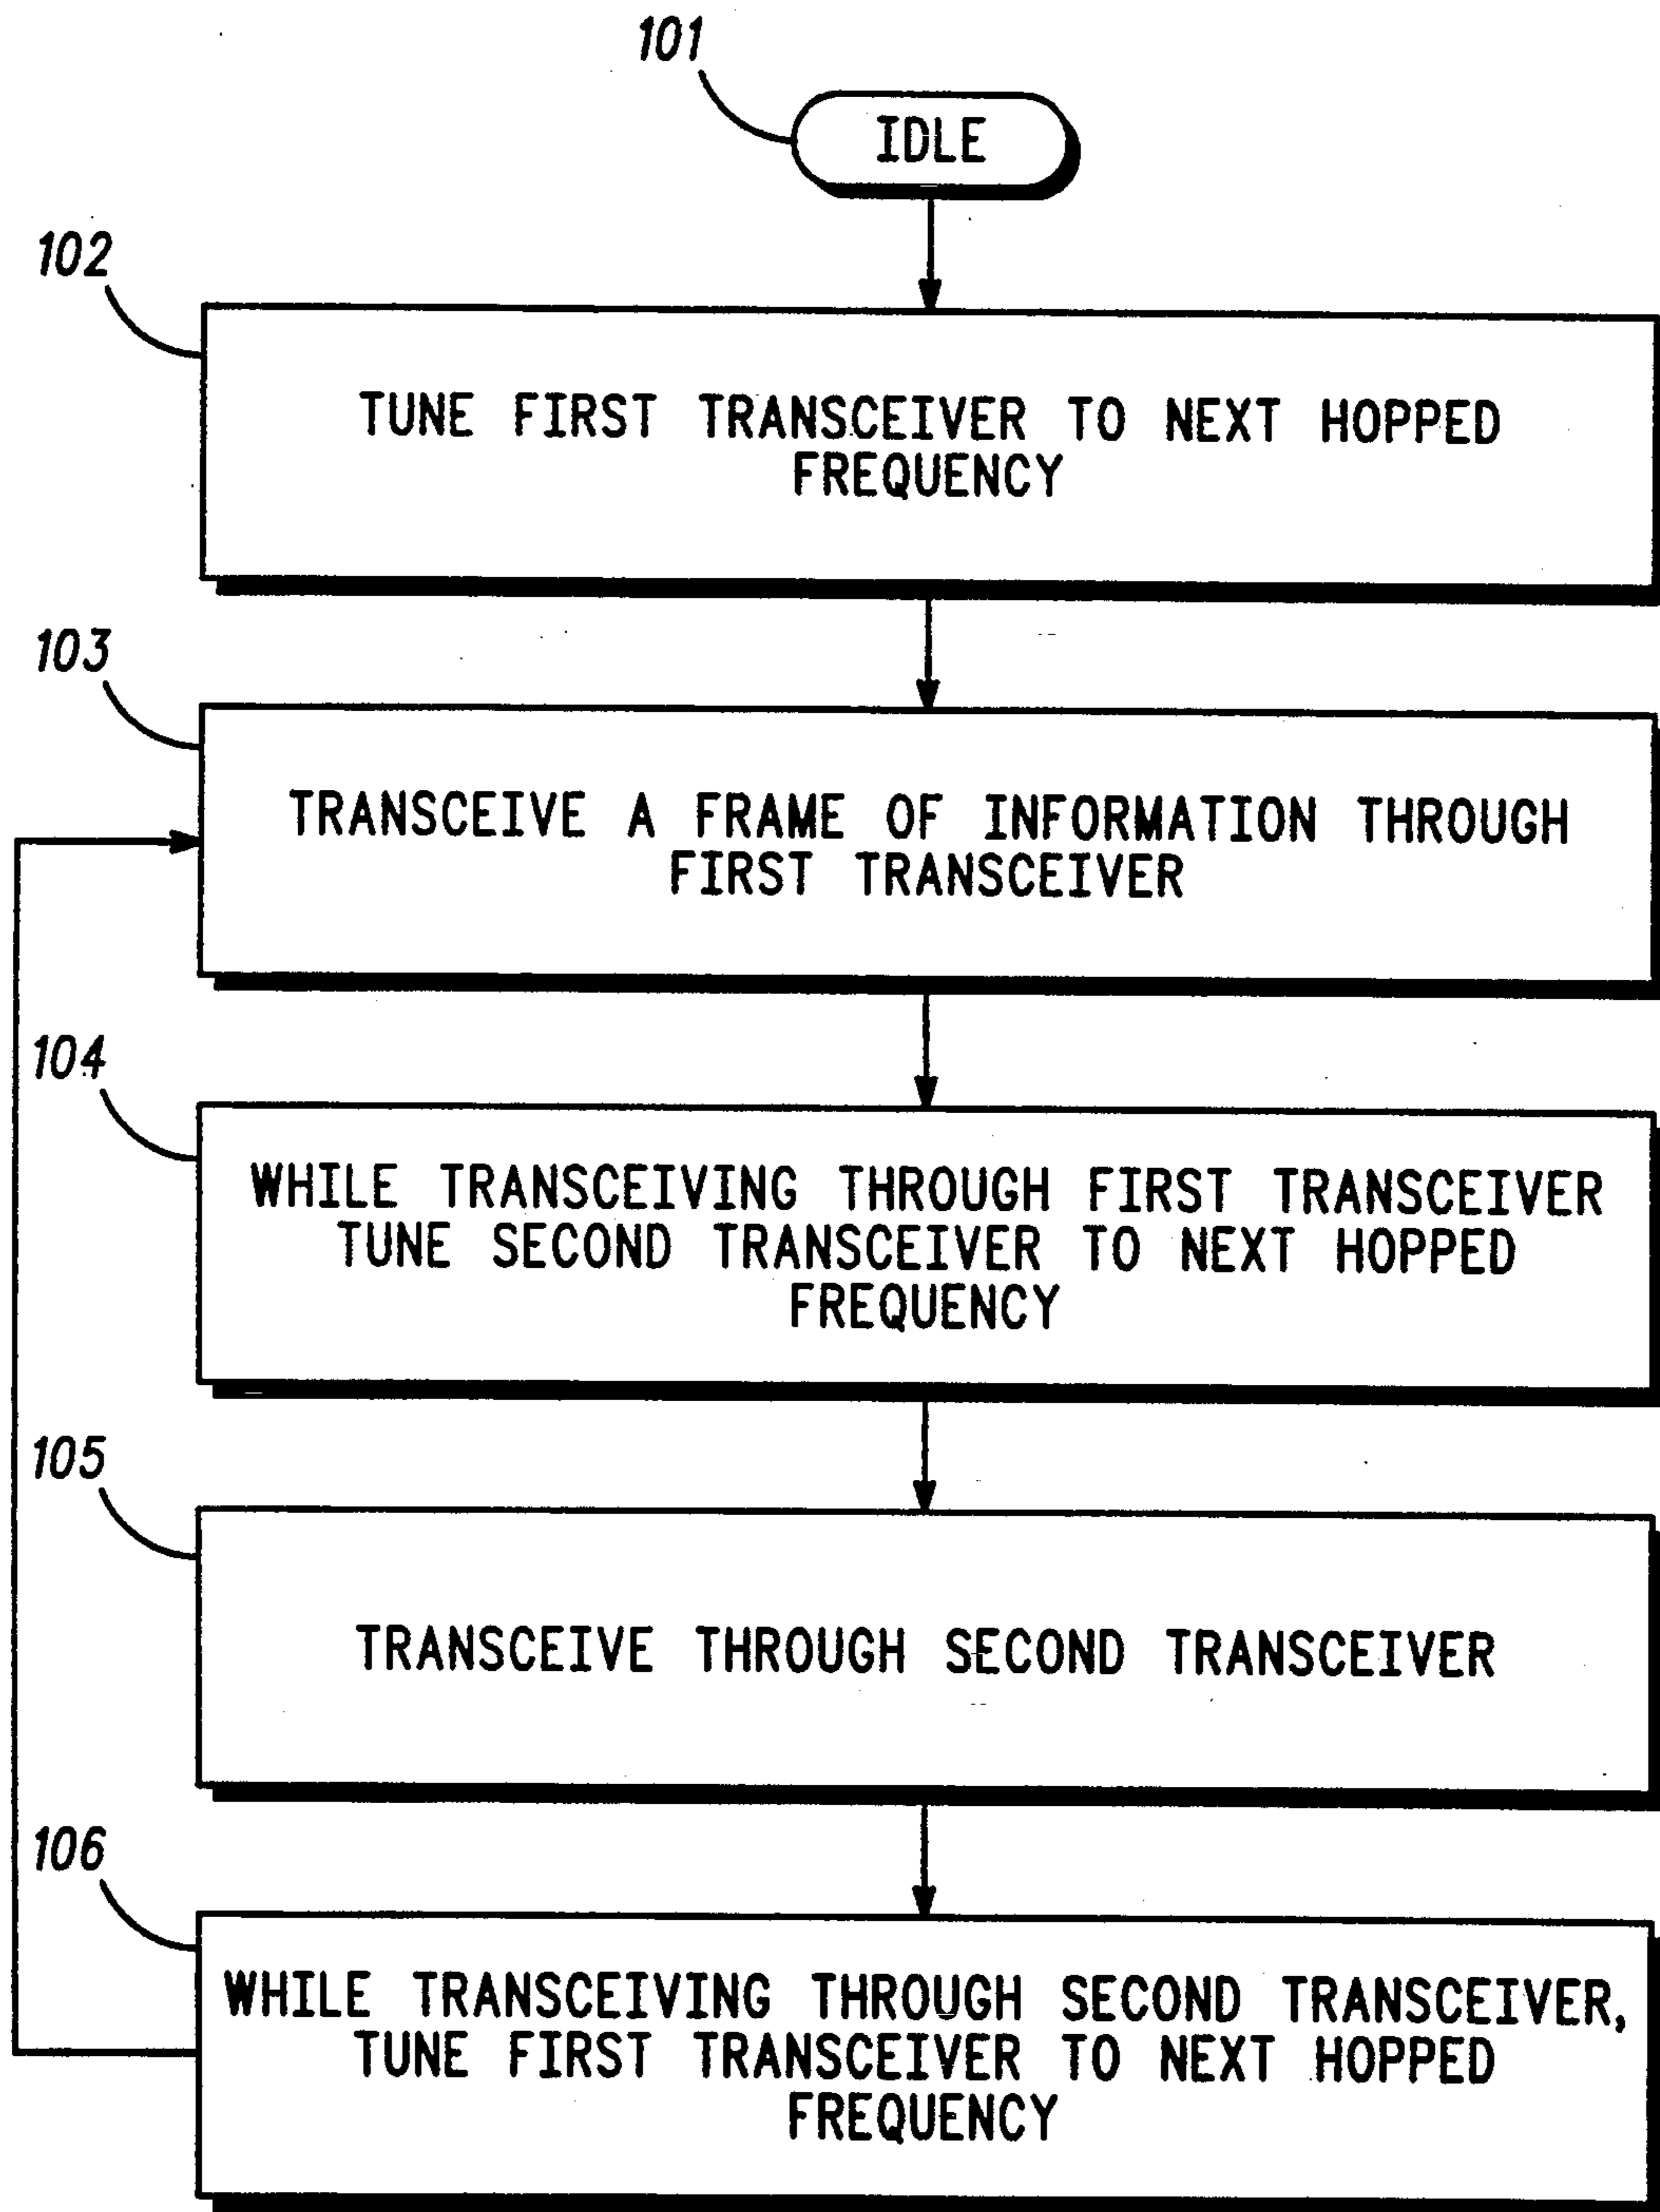 101
IDLE
102
TUNE FIRST TRANSCEIVER TO NEXT HOPPED
FREQUENCY
103
TRANSCEIVE A FRAME OF INFORMATION THROUGH
FIRST TRANSCEIVER
104
WHILE TRANSCEIVING THROUGH FIRST TRANSCEIVER
TUNE SECOND TRANSCEIVER TO NEXT HOPPED
FREQUENCY
105
TRANSCEIVE THROUGH SECOND TRANSCEIVER
106
WHILE TRANSCEIVING THROUGH SECOND TRANSCEIVER,
TUNE FIRST TRANSCEIVER TO NEXT HOPPED
FREQUENCY